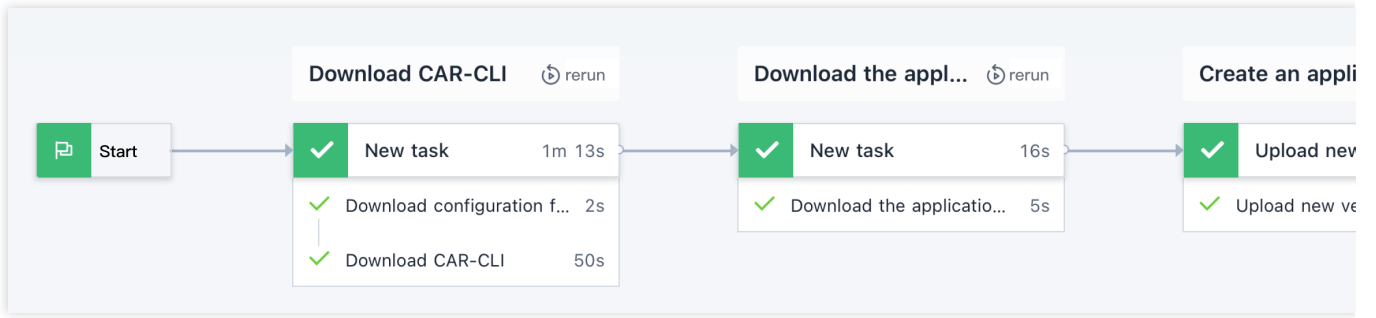 Download CAR-CLI rerun
Download the appl... rerun
Create an appli
Start
New task 1m 13s
New task 16s
Upload new
Download configuration f... 2s
Download the applicatio... 5s
Upload new ve
Download CAR-CLI 50s